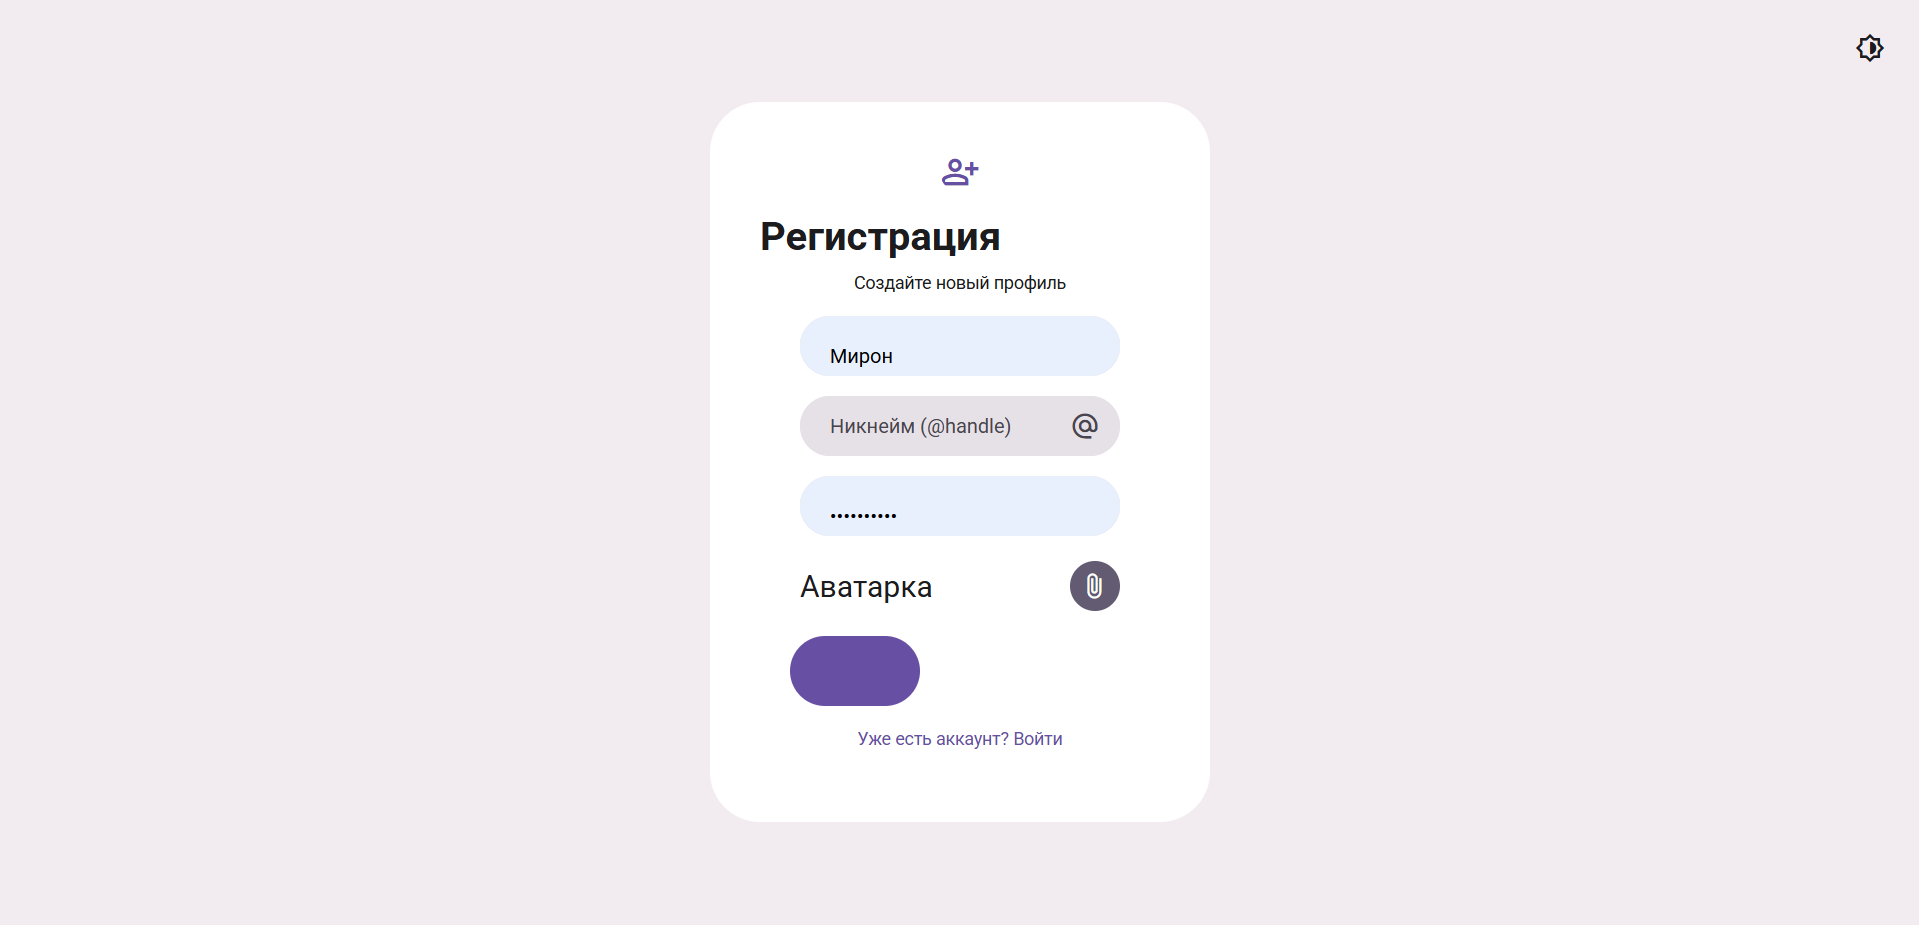 Регистрация
Создайте новый профиль
Мирон
Никнейм (@handle)
••••••••••
Аватарка
Уже есть аккаунт? Войти